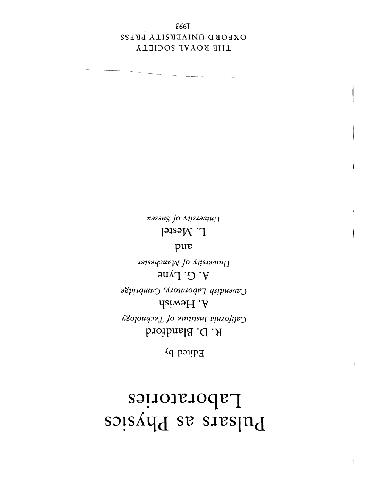 Pulsars as Physics
Laboratories
Edited by
R. D. Blandford
California Institute of Technology
A. Hewish
Cavendish Laboratory, Cambridge
A. G. Lyne
University of Manchester
and
L. Mestel
University of Sussex
THE ROYAL SOCIETY
OXFORD UNIVERSITY PRESS
1993